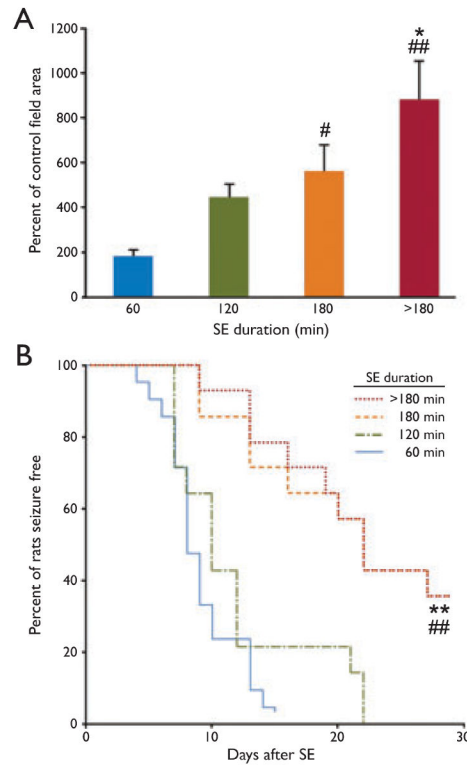 A
1200
1000
800
600
400
200
0
Percent of control field area
#
*
##
60 120 180 >180
SE duration (min)
B
100
80
60
40
20
0
Percent of rats seizure free
SE duration
>180 min
180 min
120 min
60 min
**
##
0 10 20 30
Days after SE